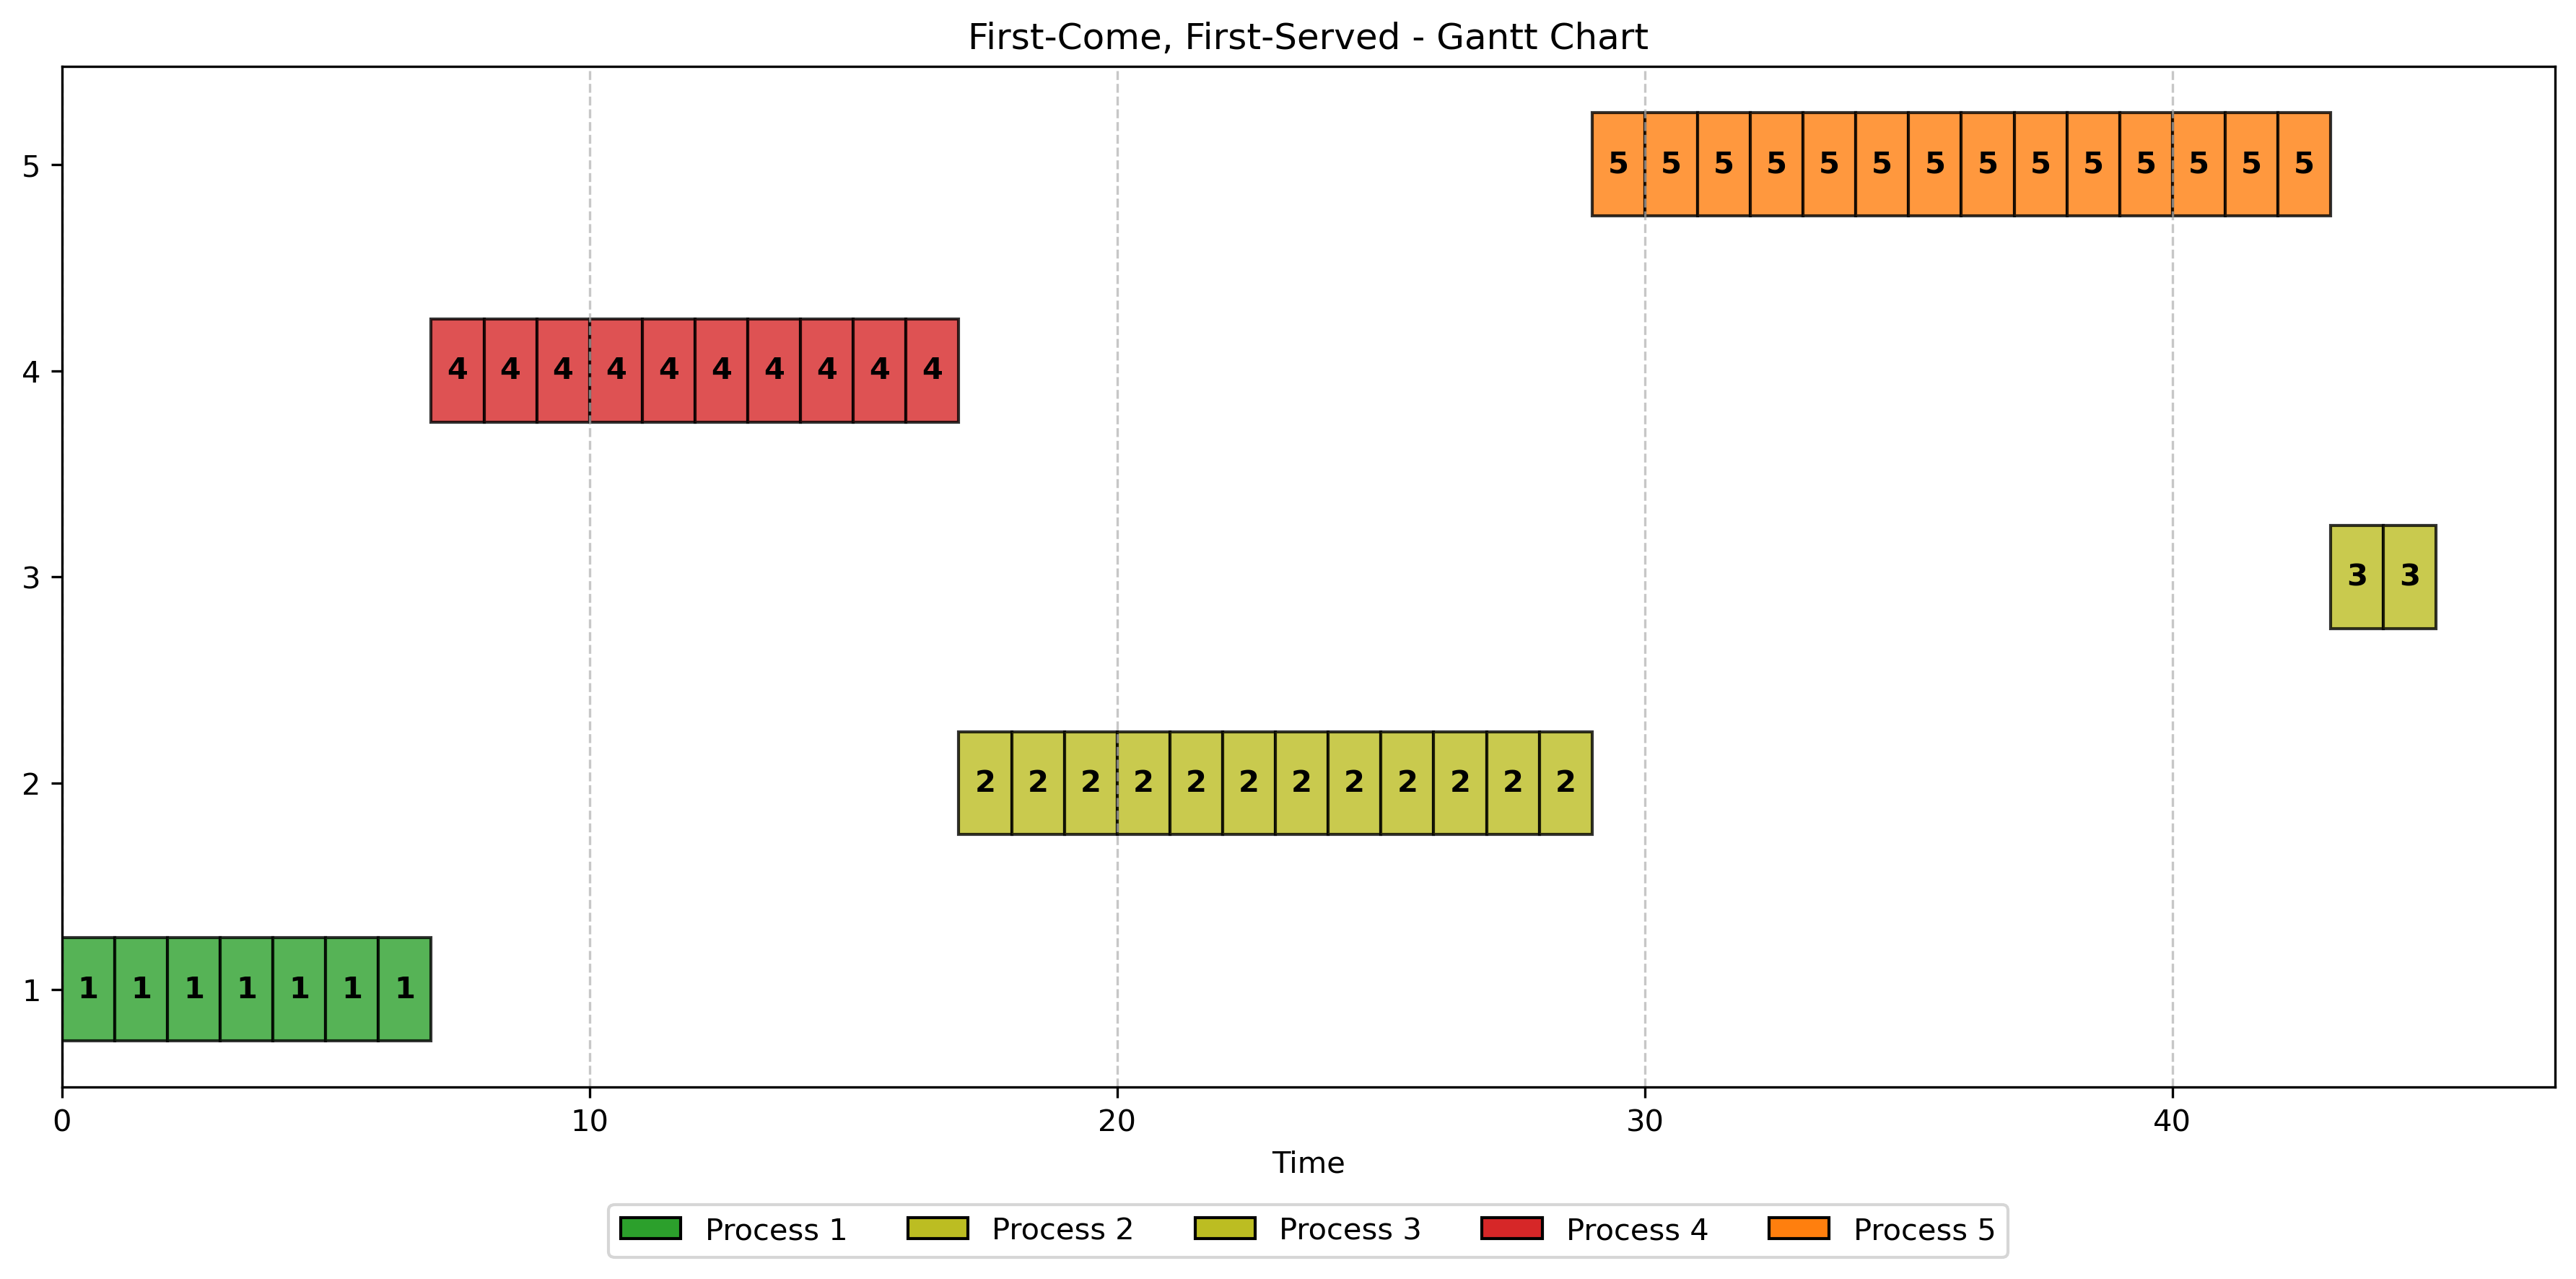 First-Come, First-Served - Gantt Chart
5
5 5 5 5 5 5 5 5 5 5 5 5 5 5
4
4 4 4 4 4 4 4 4 4 4
3
3 3
2
2 2 2 2 2 2 2 2 2 2 2 2
1
1 1 1 1 1 1 1
0 10 20 30 40
Time
Process 1 Process 2 Process 3 Process 4 Process 5